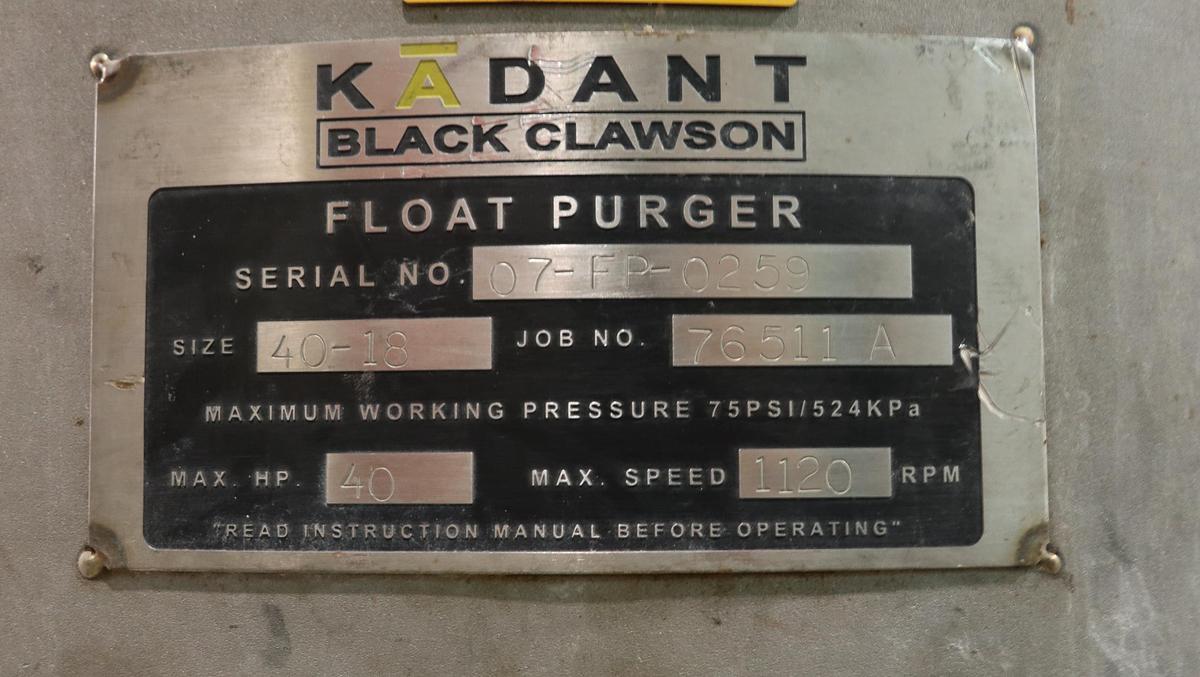 KĀDANT
BLACK CLAWSON
FLOAT PURGER
SERIAL NO. 07-FP-0259
SIZE 40-18 JOB NO. 76511 A
MAXIMUM WORKING PRESSURE 75PSI/524KPa
MAX. HP. 40 MAX. SPEED 1120 RPM
"READ INSTRUCTION MANUAL BEFORE OPERATING"